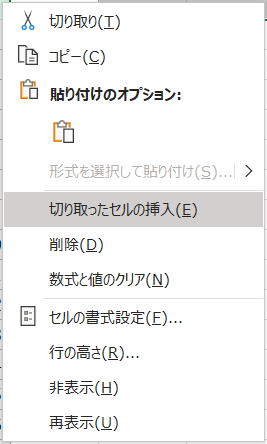 切り取り(T)
コピー(C)
貼り付けのオプション:
形式を選択して貼り付け(S)...
切り取ったセルの挿入(E)
削除(D)
数式と値のクリア(N)
セルの書式設定(F)...
行の高さ(R)...
非表示(H)
再表示(U)